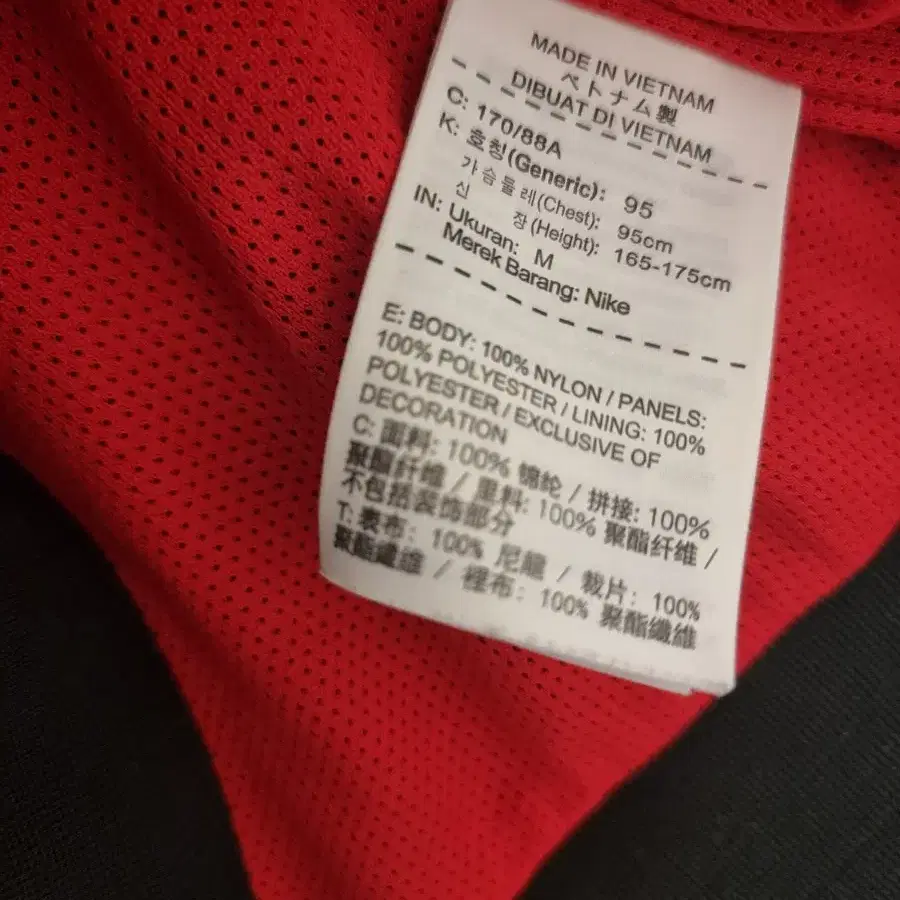 MADE IN VIETNAM
ベトナム製
DIBUAT DI VIETNAM
C: 170/88A
K: 호칭(Generic): 95
가슴둘레(Chest): 95cm
신 장(Height): 165-175cm
IN: Ukuran: M
Merek Barang: Nike
E: BODY: 100% NYLON / PANELS:
100% POLYESTER / LINING: 100%
POLYESTER / EXCLUSIVE OF
DECORATION
C: 面料: 100% 锦纶 / 拼接: 100%
聚酯纤维 / 里料: 100% 聚酯纤维 /
不包括装饰部分
T: 表布: 100% 尼龍 / 裁片: 100%
聚酯纖維 / 裡布: 100% 聚酯纖維